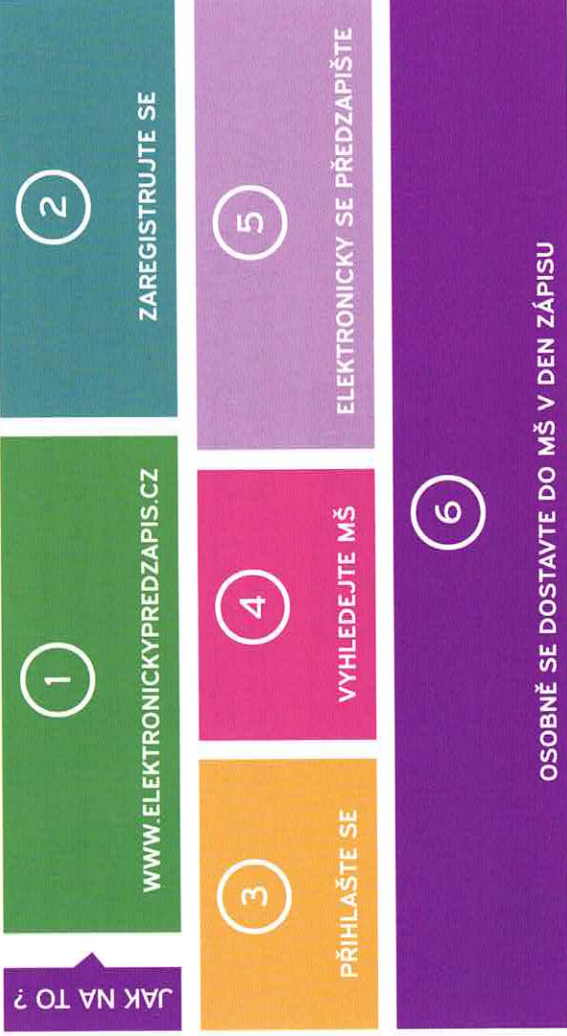 JAK NA TO ?
1
WWW.ELEKTRONICKYPREDZAPIS.CZ
2
ZAREGISTRUJTE SE
3
PŘIHLAŠTE SE
4
VYHLEDEJTE MŠ
5
ELEKTRONICKY SE PŘEDZAPIŠTE
6
OSOBNĚ SE DOSTAVTE DO MŠ V DEN ZÁPISU